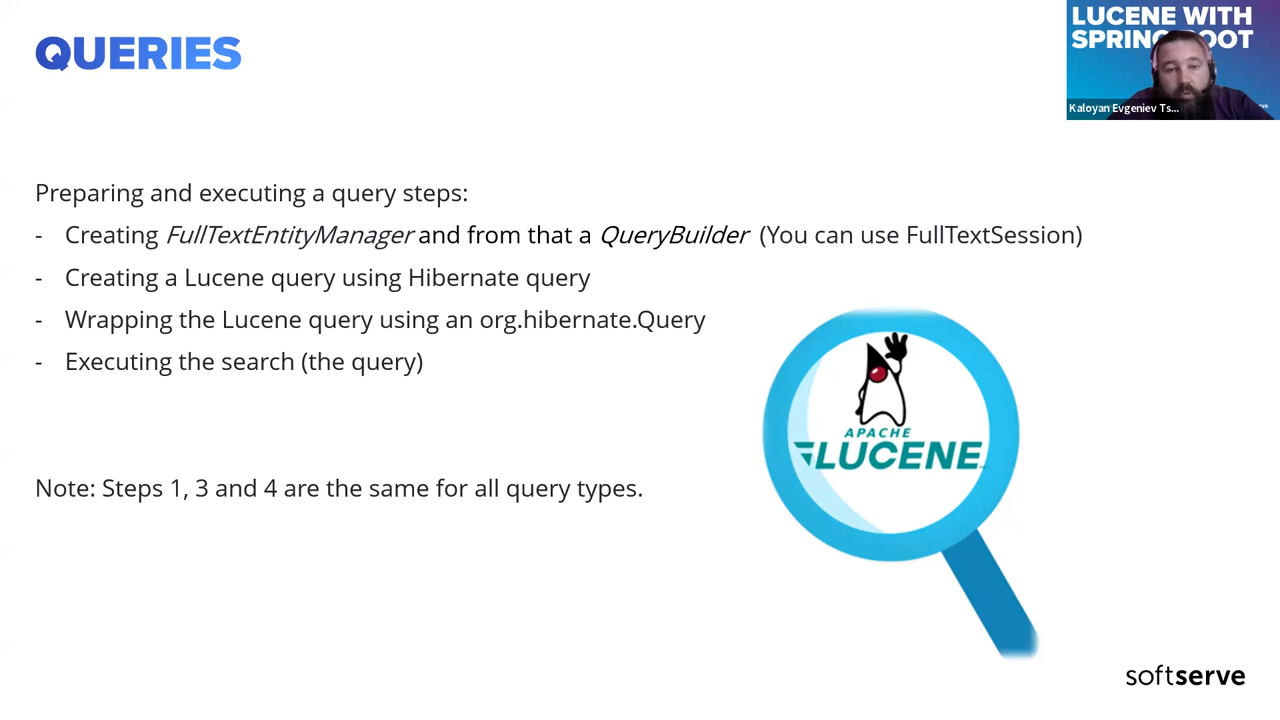 QUERIES
LUCENE WITH
SPRING BOOT
Kaloyan Evgeniev Ts...
Preparing and executing a query steps:
- Creating FullTextEntityManager and from that a QueryBuilder (You can use FullTextSession)
- Creating a Lucene query using Hibernate query
- Wrapping the Lucene query using an org.hibernate.Query
- Executing the search (the query)
APACHE
LUCENE
Note: Steps 1, 3 and 4 are the same for all query types.
softserve